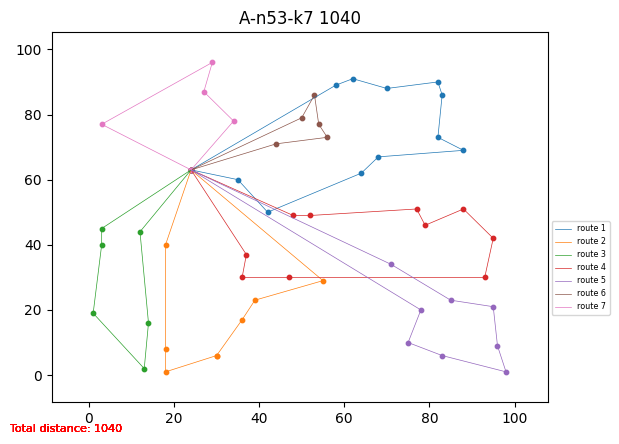 A-n53-k7 1040
100
80
60
40
20
0
0 20 40 60 80 100
route 1
route 2
route 3
route 4
route 5
route 6
route 7
Total distance: 1040